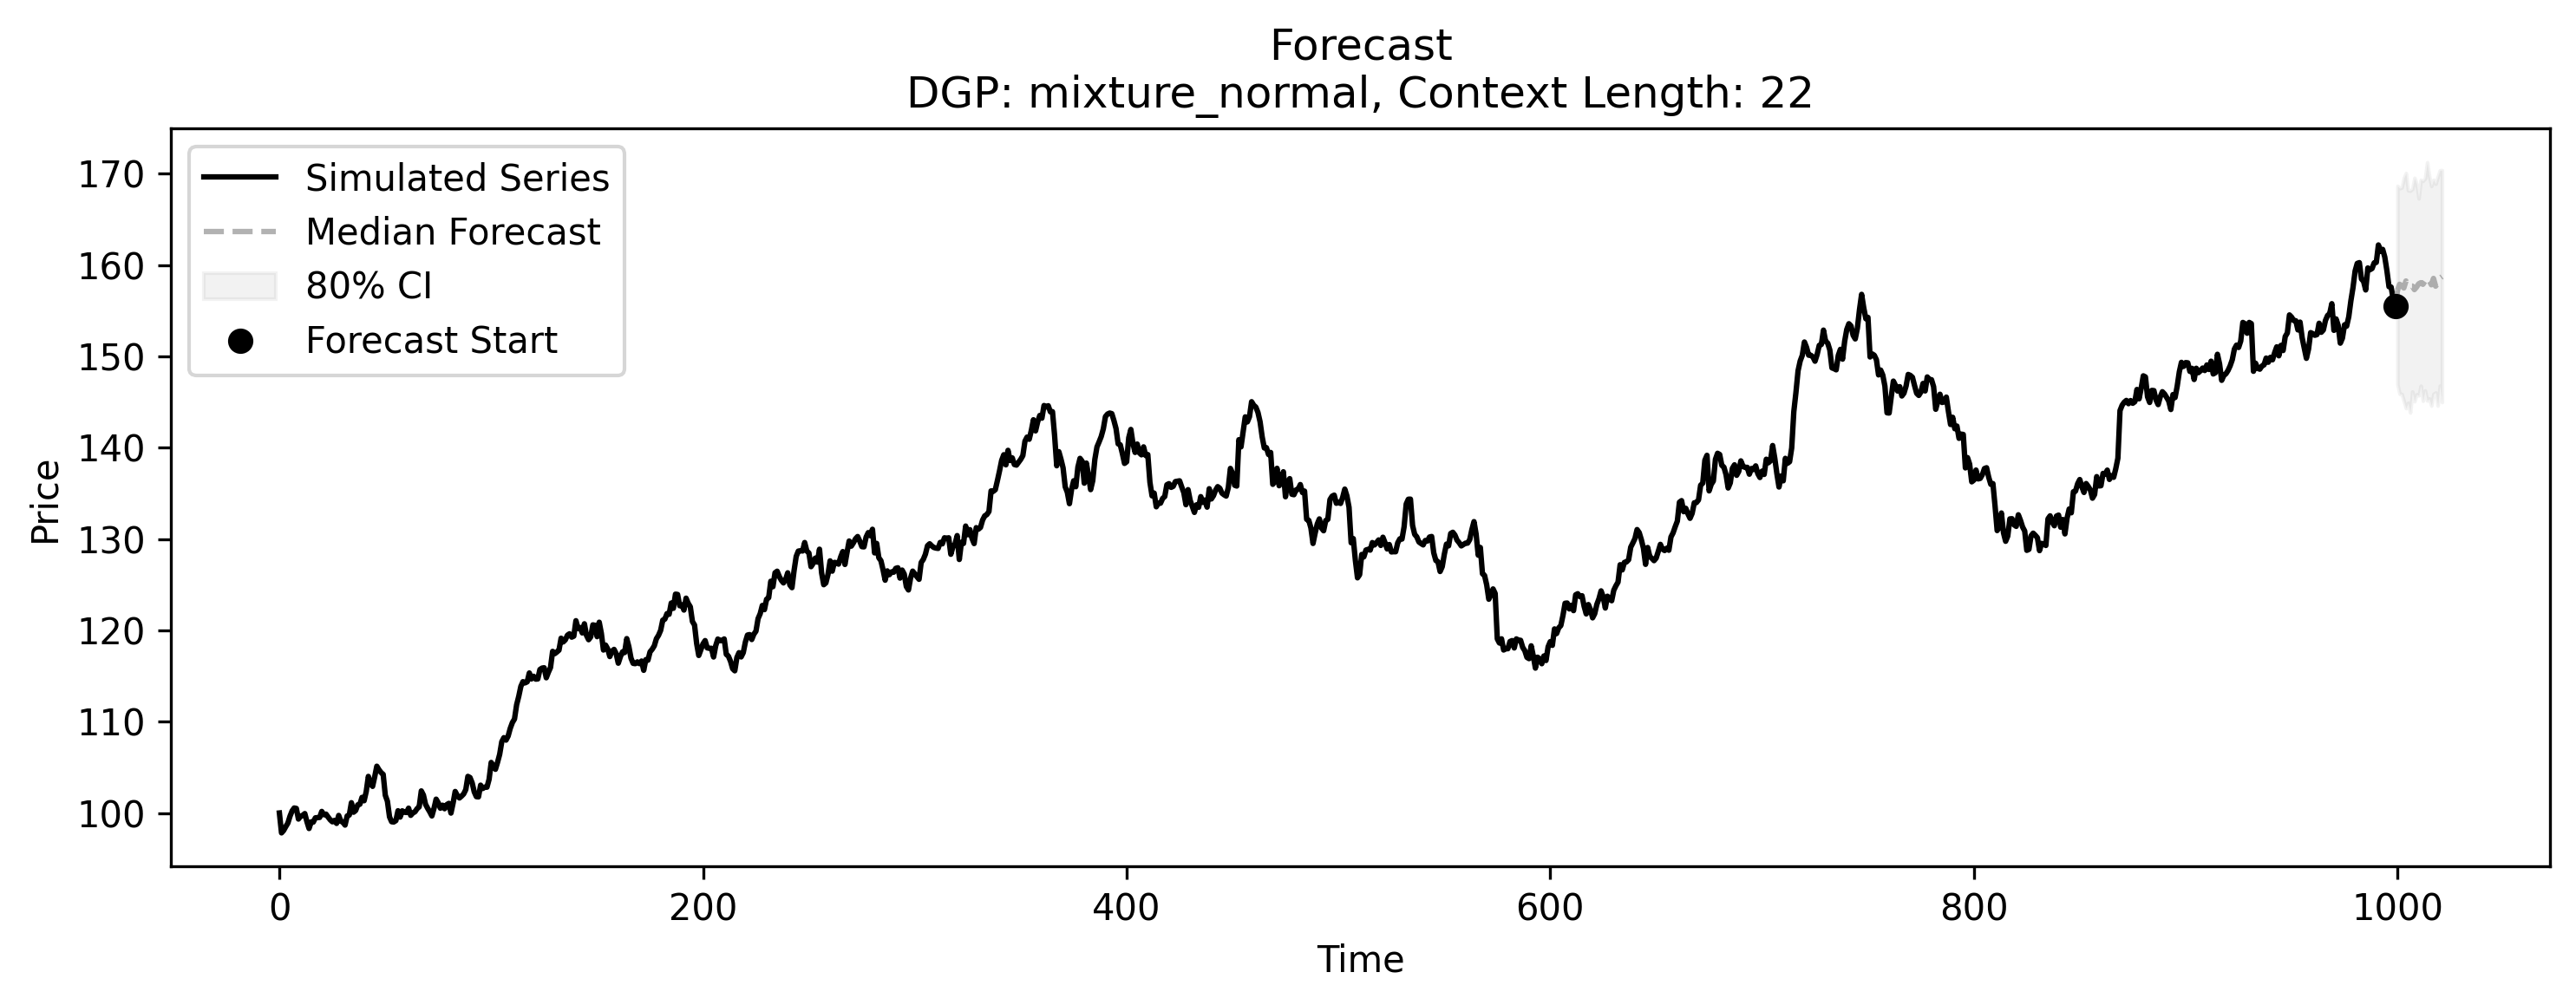 Forecast
DGP: mixture_normal, Context Length: 22
Simulated Series
Median Forecast
80% CI
Forecast Start
Price
170
160
150
140
130
120
110
100
0 200 400 600 800 1000
Time